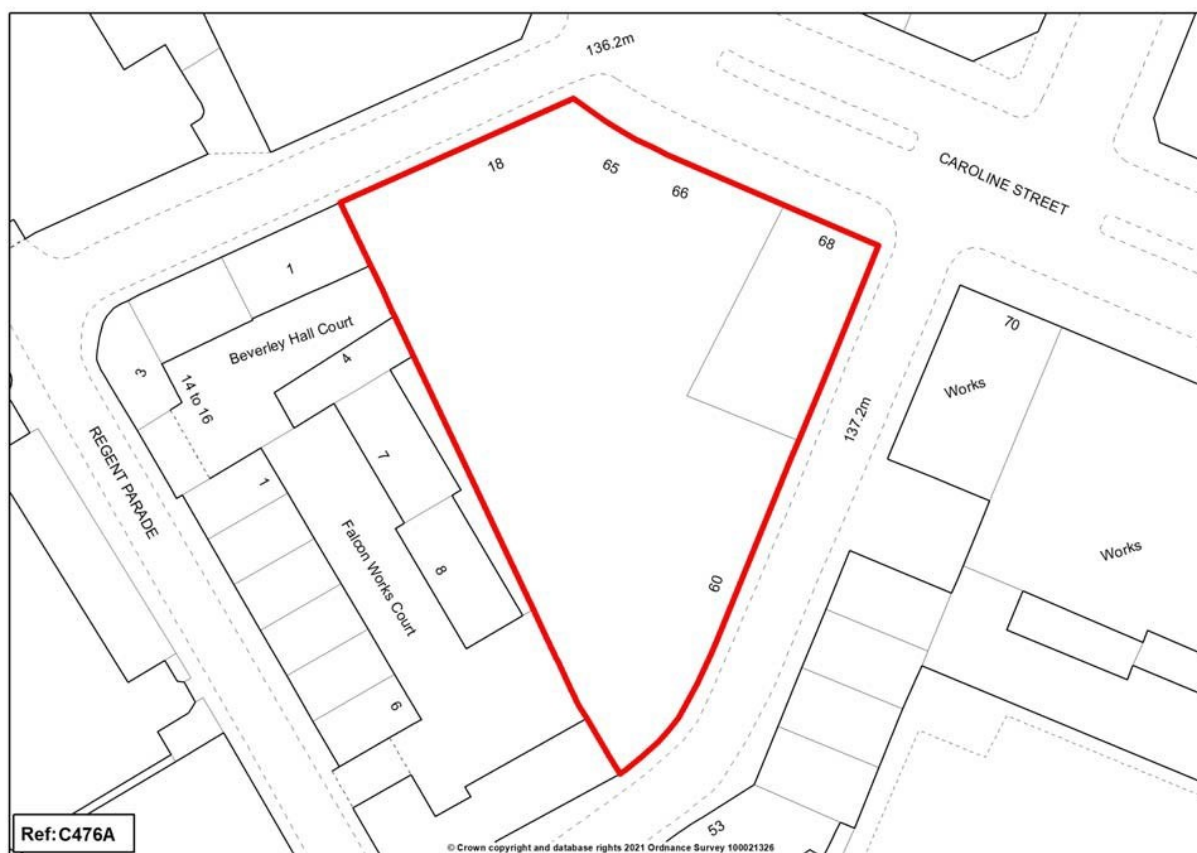 136.2m
CAROLINE STREET
18
65
66
68
1
Beverley Hall Court
4
3
14 to 16
70
Works
137.2m
REGENT PARADE
7
1
Falcon Works Court
8
Works
60
6
53
Ref:C476A
© Crown copyright and database rights 2021 Ordnance Survey 100021326